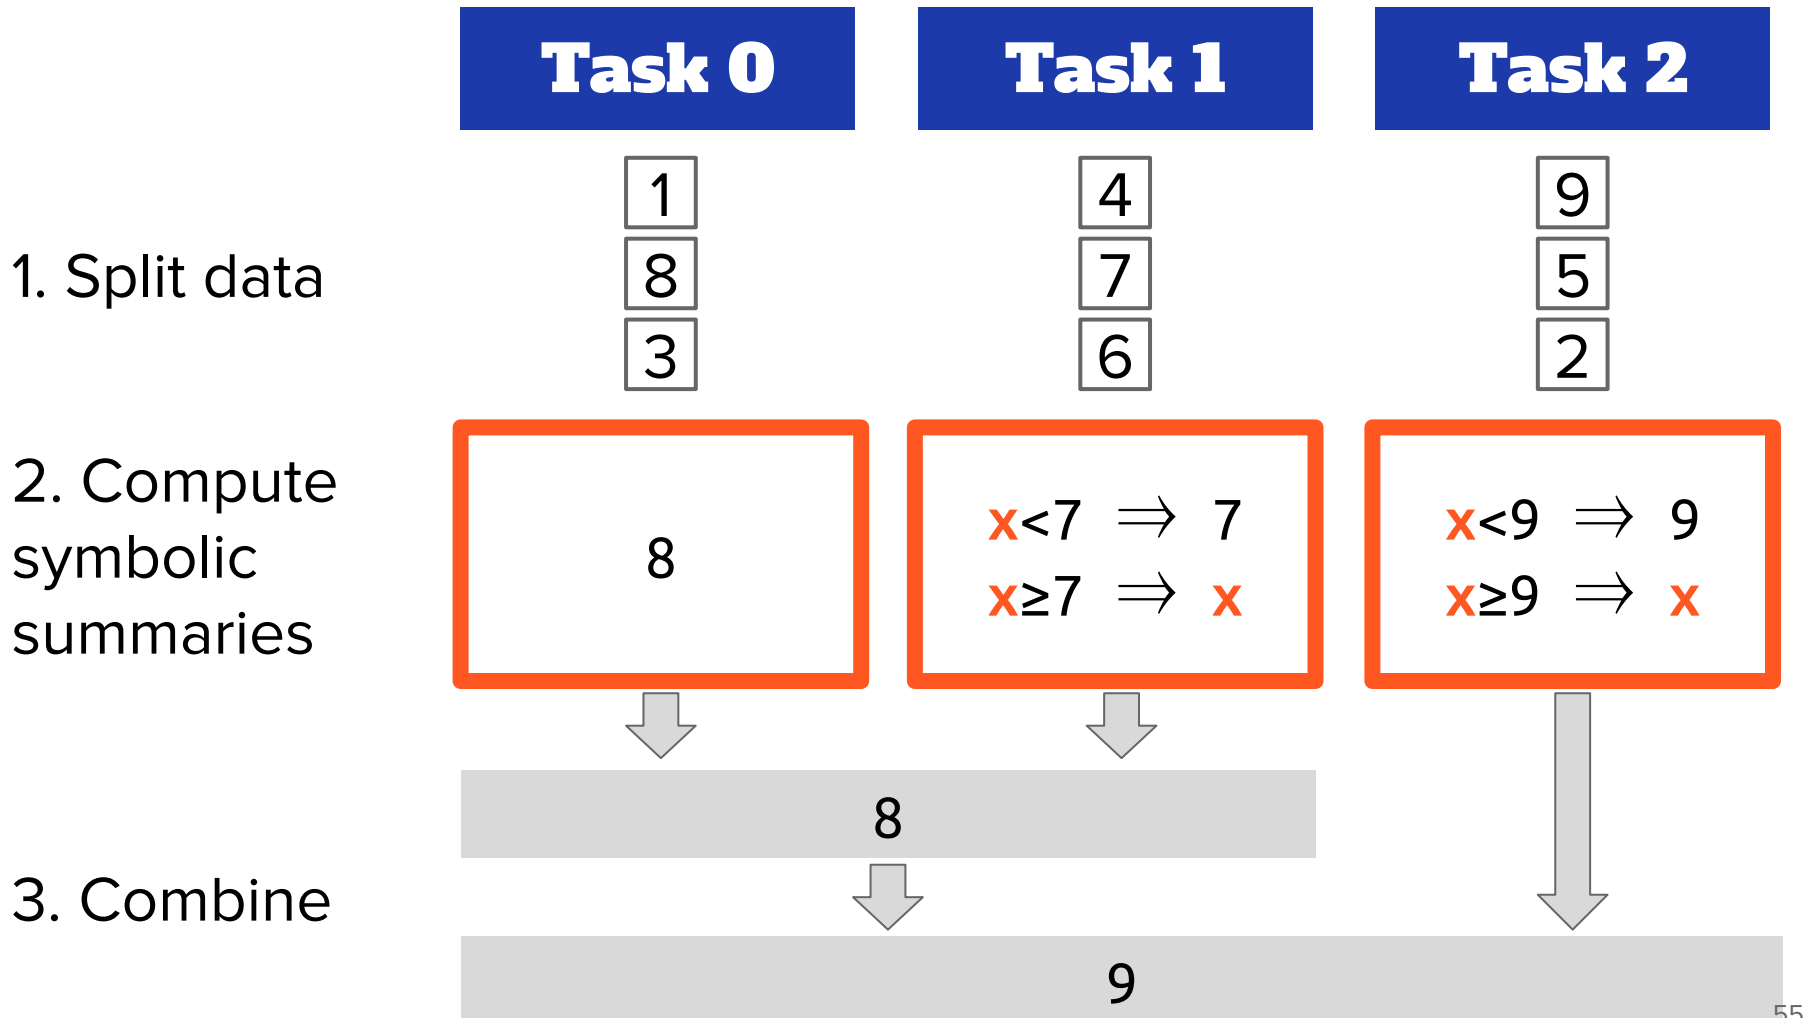 Task 0 Task 1 Task 2
1 4 9
1. Split data 8 7 5
3 6 2
2. Compute
symbolic
summaries
8
x<7 ⇒ 7
x≥7 ⇒ x
x<9 ⇒ 9
x≥9 ⇒ x
8
3. Combine
9
55